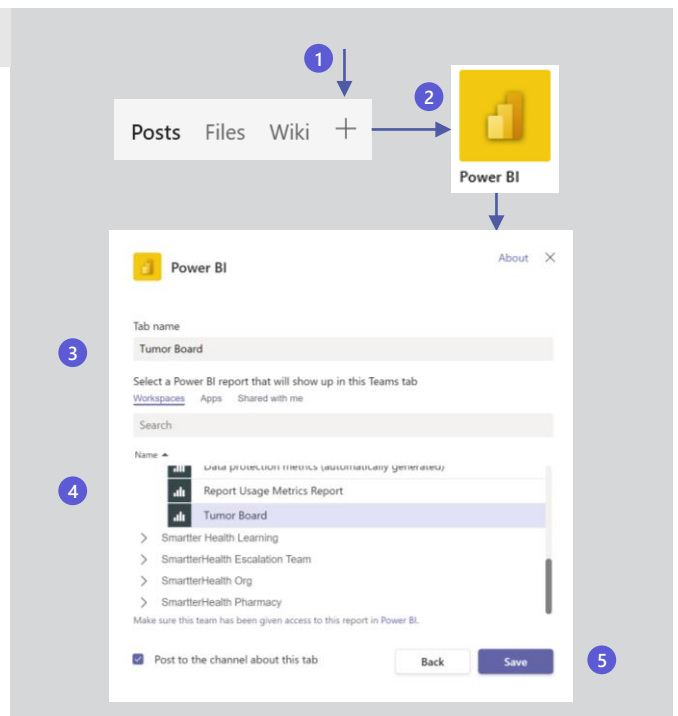 1
2
Posts Files Wiki +
Power BI
Power BI
About
Tab name
3
Tumor Board
Select a Power BI report that will show up in this Teams tab
Workspaces Apps Shared with me
Search
Name
Data protection metrics (automatically generated)
4
Report Usage Metrics Report
Tumor Board
Smartter Health Learning
SmartterHealth Escalation Team
SmartterHealth Org
SmartterHealth Pharmacy
Make sure this team has been given access to this report in Power BI.
Post to the channel about this tab
Back
Save
5